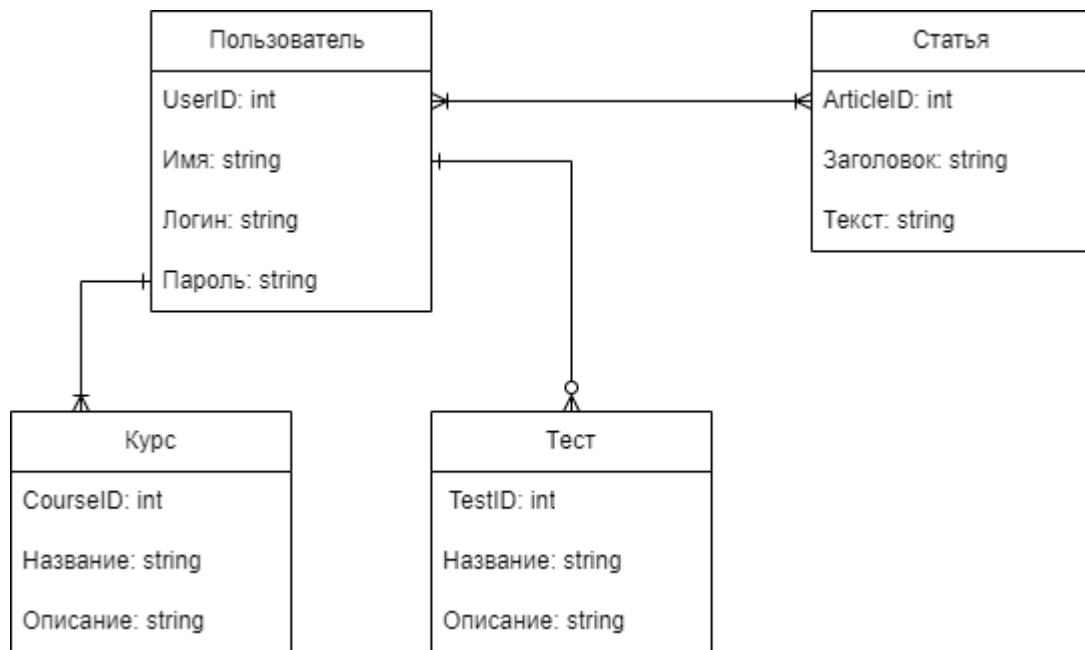 Пользователь
UserID: int
Имя: string
Логин: string
Пароль: string
Статья
ArticleID: int
Заголовок: string
Текст: string
Курс
CourseID: int
Название: string
Описание: string
Тест
TestID: int
Название: string
Описание: string